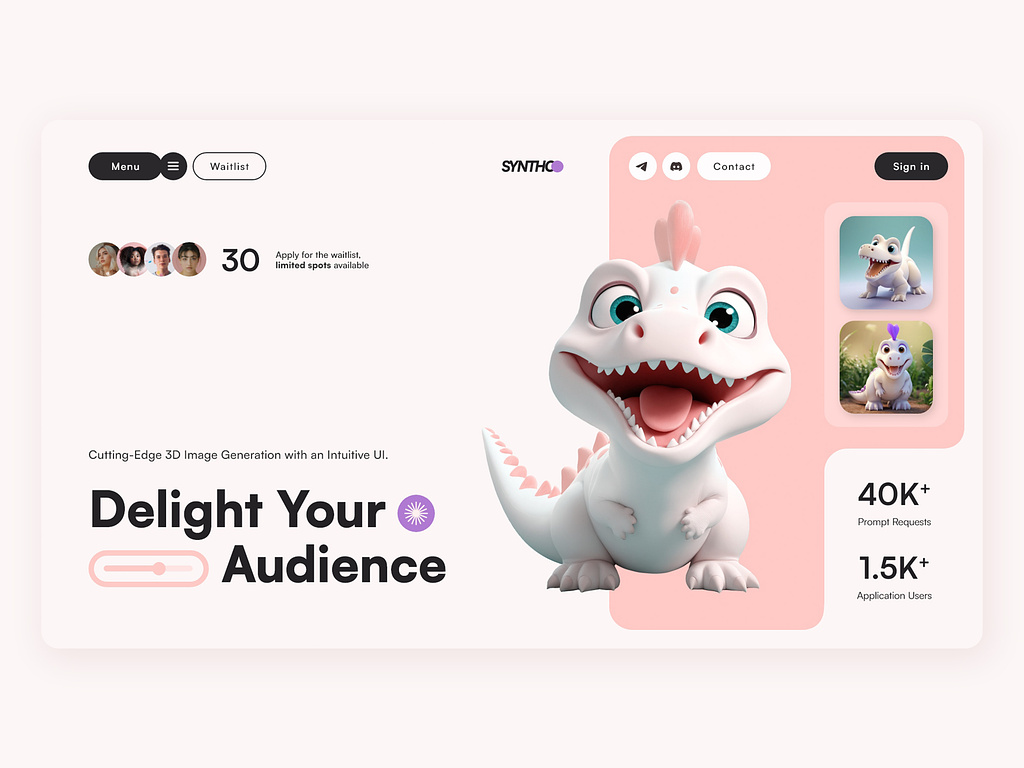 Menu
Waitlist
SYNTHO
Contact
Sign in
30
Apply for the waitlist,
limited spots available
Cutting-Edge 3D Image Generation with an Intuitive UI.
Delight Your
Audience
40K+
Prompt Requests
1.5K+
Application Users